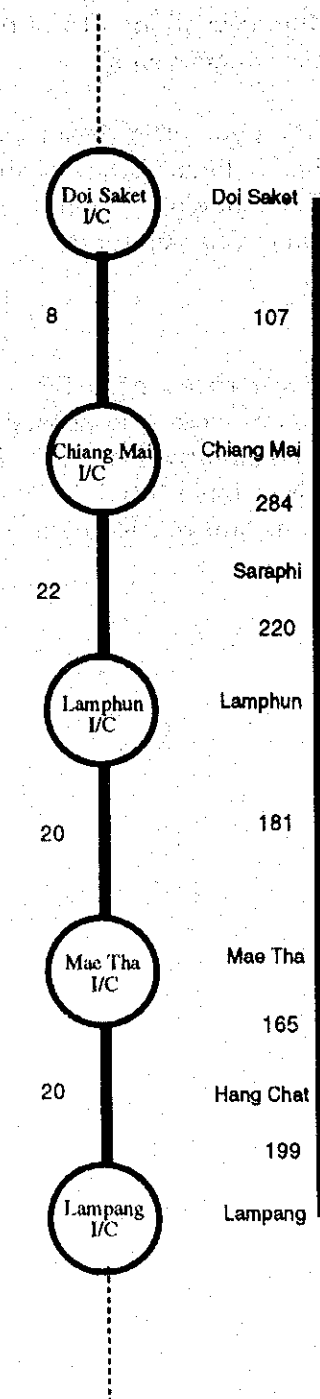 Doi Saket
I/C
Doi Saket
8
107
Chiang Mai
I/C
Chiang Mai
284
Saraphi
22
220
Lamphun
I/C
Lamphun
20
181
Mae Tha
I/C
Mae Tha
165
20
Hang Chat
199
Lampang
I/C
Lampang